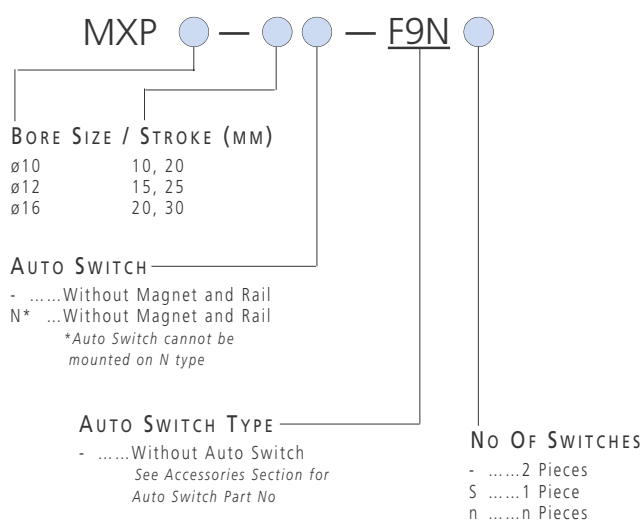 MXP — — F9N
BORE SIZE / STROKE (MM)
ø10 10, 20
ø12 15, 25
ø16 20, 30
AUTO SWITCH
- ......Without Magnet and Rail
N* ...Without Magnet and Rail
*Auto Switch cannot be
mounted on N type
AUTO SWITCH TYPE
- ......Without Auto Switch
See Accessories Section for
Auto Switch Part No
NO OF SWITCHES
- ......2 Pieces
S ......1 Piece
n ......n Pieces